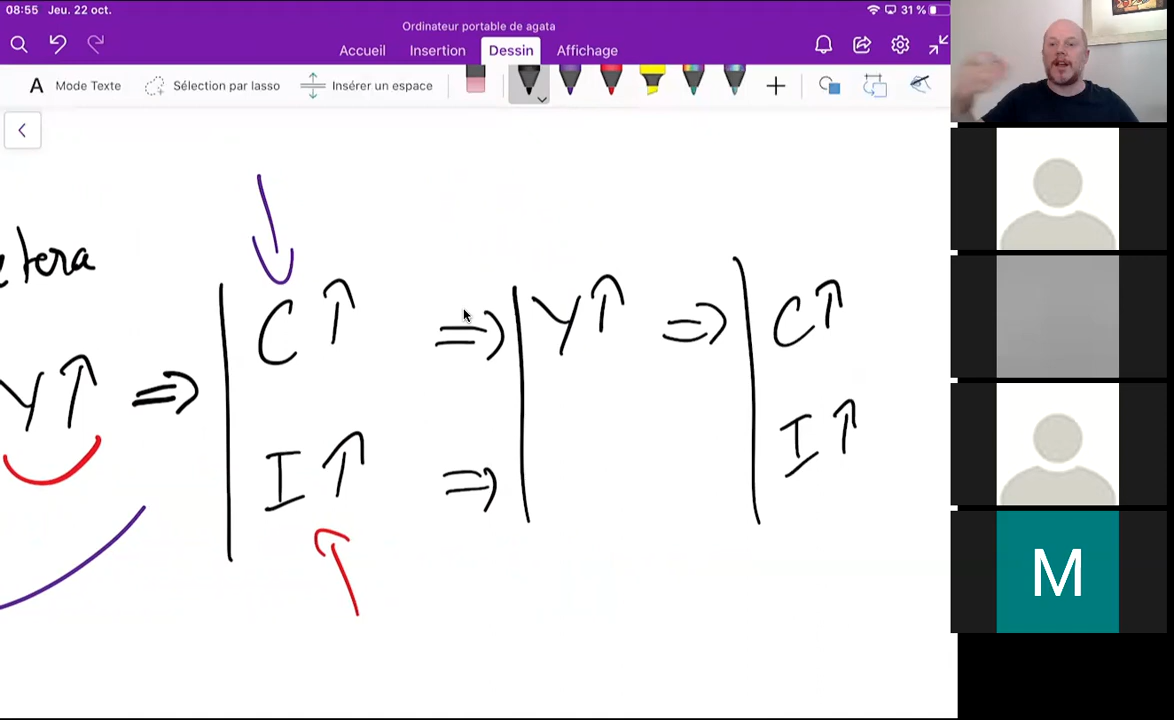 08:55 Jeu. 22 oct.
31 %
Ordinateur portable de agata
Accueil Insertion Dessin Affichage
A Mode Texte Sélection par lasso Insérer un espace
tera
Y↑ ⇒ C↑ ⇒ Y↑ ⇒ C↑
I↑ ⇒ I↑
M